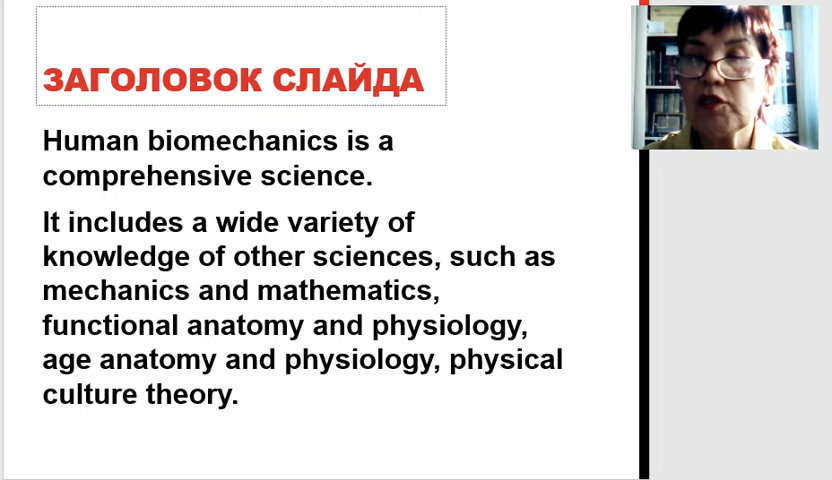 ЗАГОЛОВОК СЛАЙДА
Human biomechanics is a
comprehensive science.
It includes a wide variety of
knowledge of other sciences, such as
mechanics and mathematics,
functional anatomy and physiology,
age anatomy and physiology, physical
culture theory.